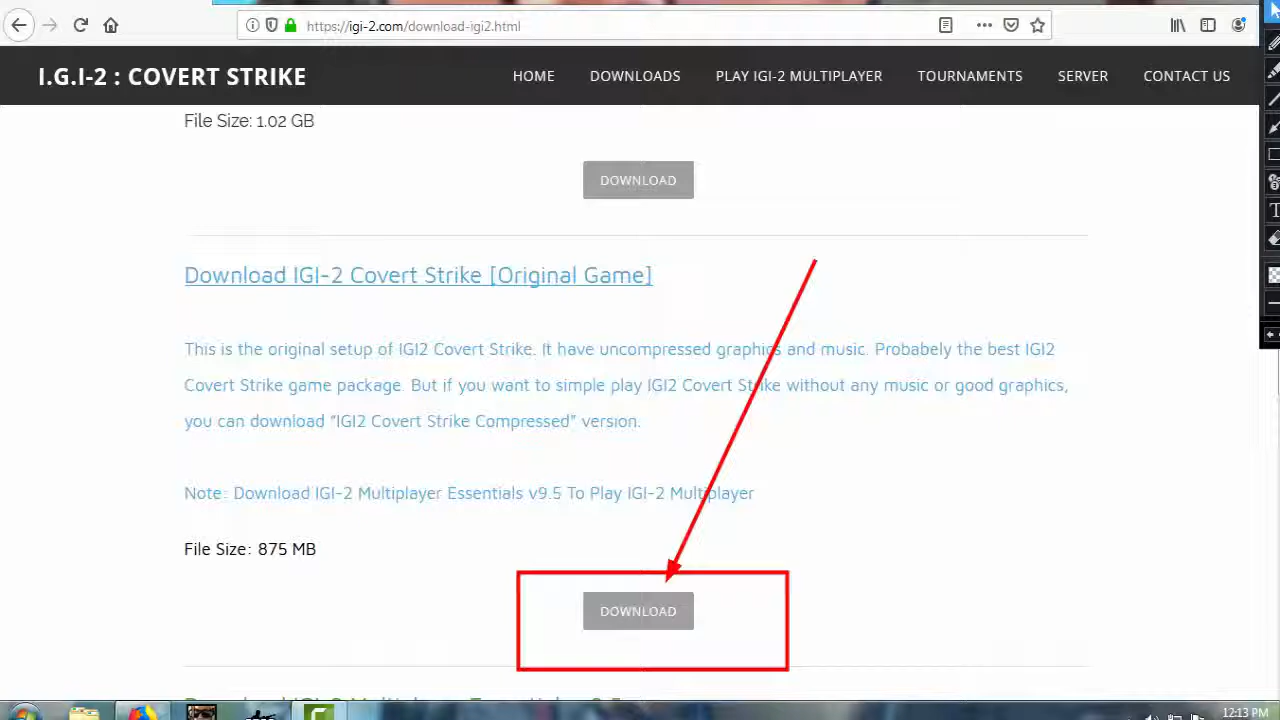 https://igi-2.com/download-igi2.html
I.G.I-2 : COVERT STRIKE
HOME
DOWNLOADS
PLAY IGI-2 MULTIPLAYER
TOURNAMENTS
SERVER
CONTACT US
File Size: 1.02 GB
DOWNLOAD
Download IGI-2 Covert Strike [Original Game]
This is the original setup of IGI2 Covert Strike. It have uncompressed graphics and music. Probabely the best IGI2
Covert Strike game package. But if you want to simple play IGI2 Covert Strike without any music or good graphics,
you can download "IGI2 Covert Strike Compressed" version.
Note: Download IGI-2 Multiplayer Essentials v9.5 To Play IGI-2 Multiplayer
File Size: 875 MB
DOWNLOAD
12:13 PM